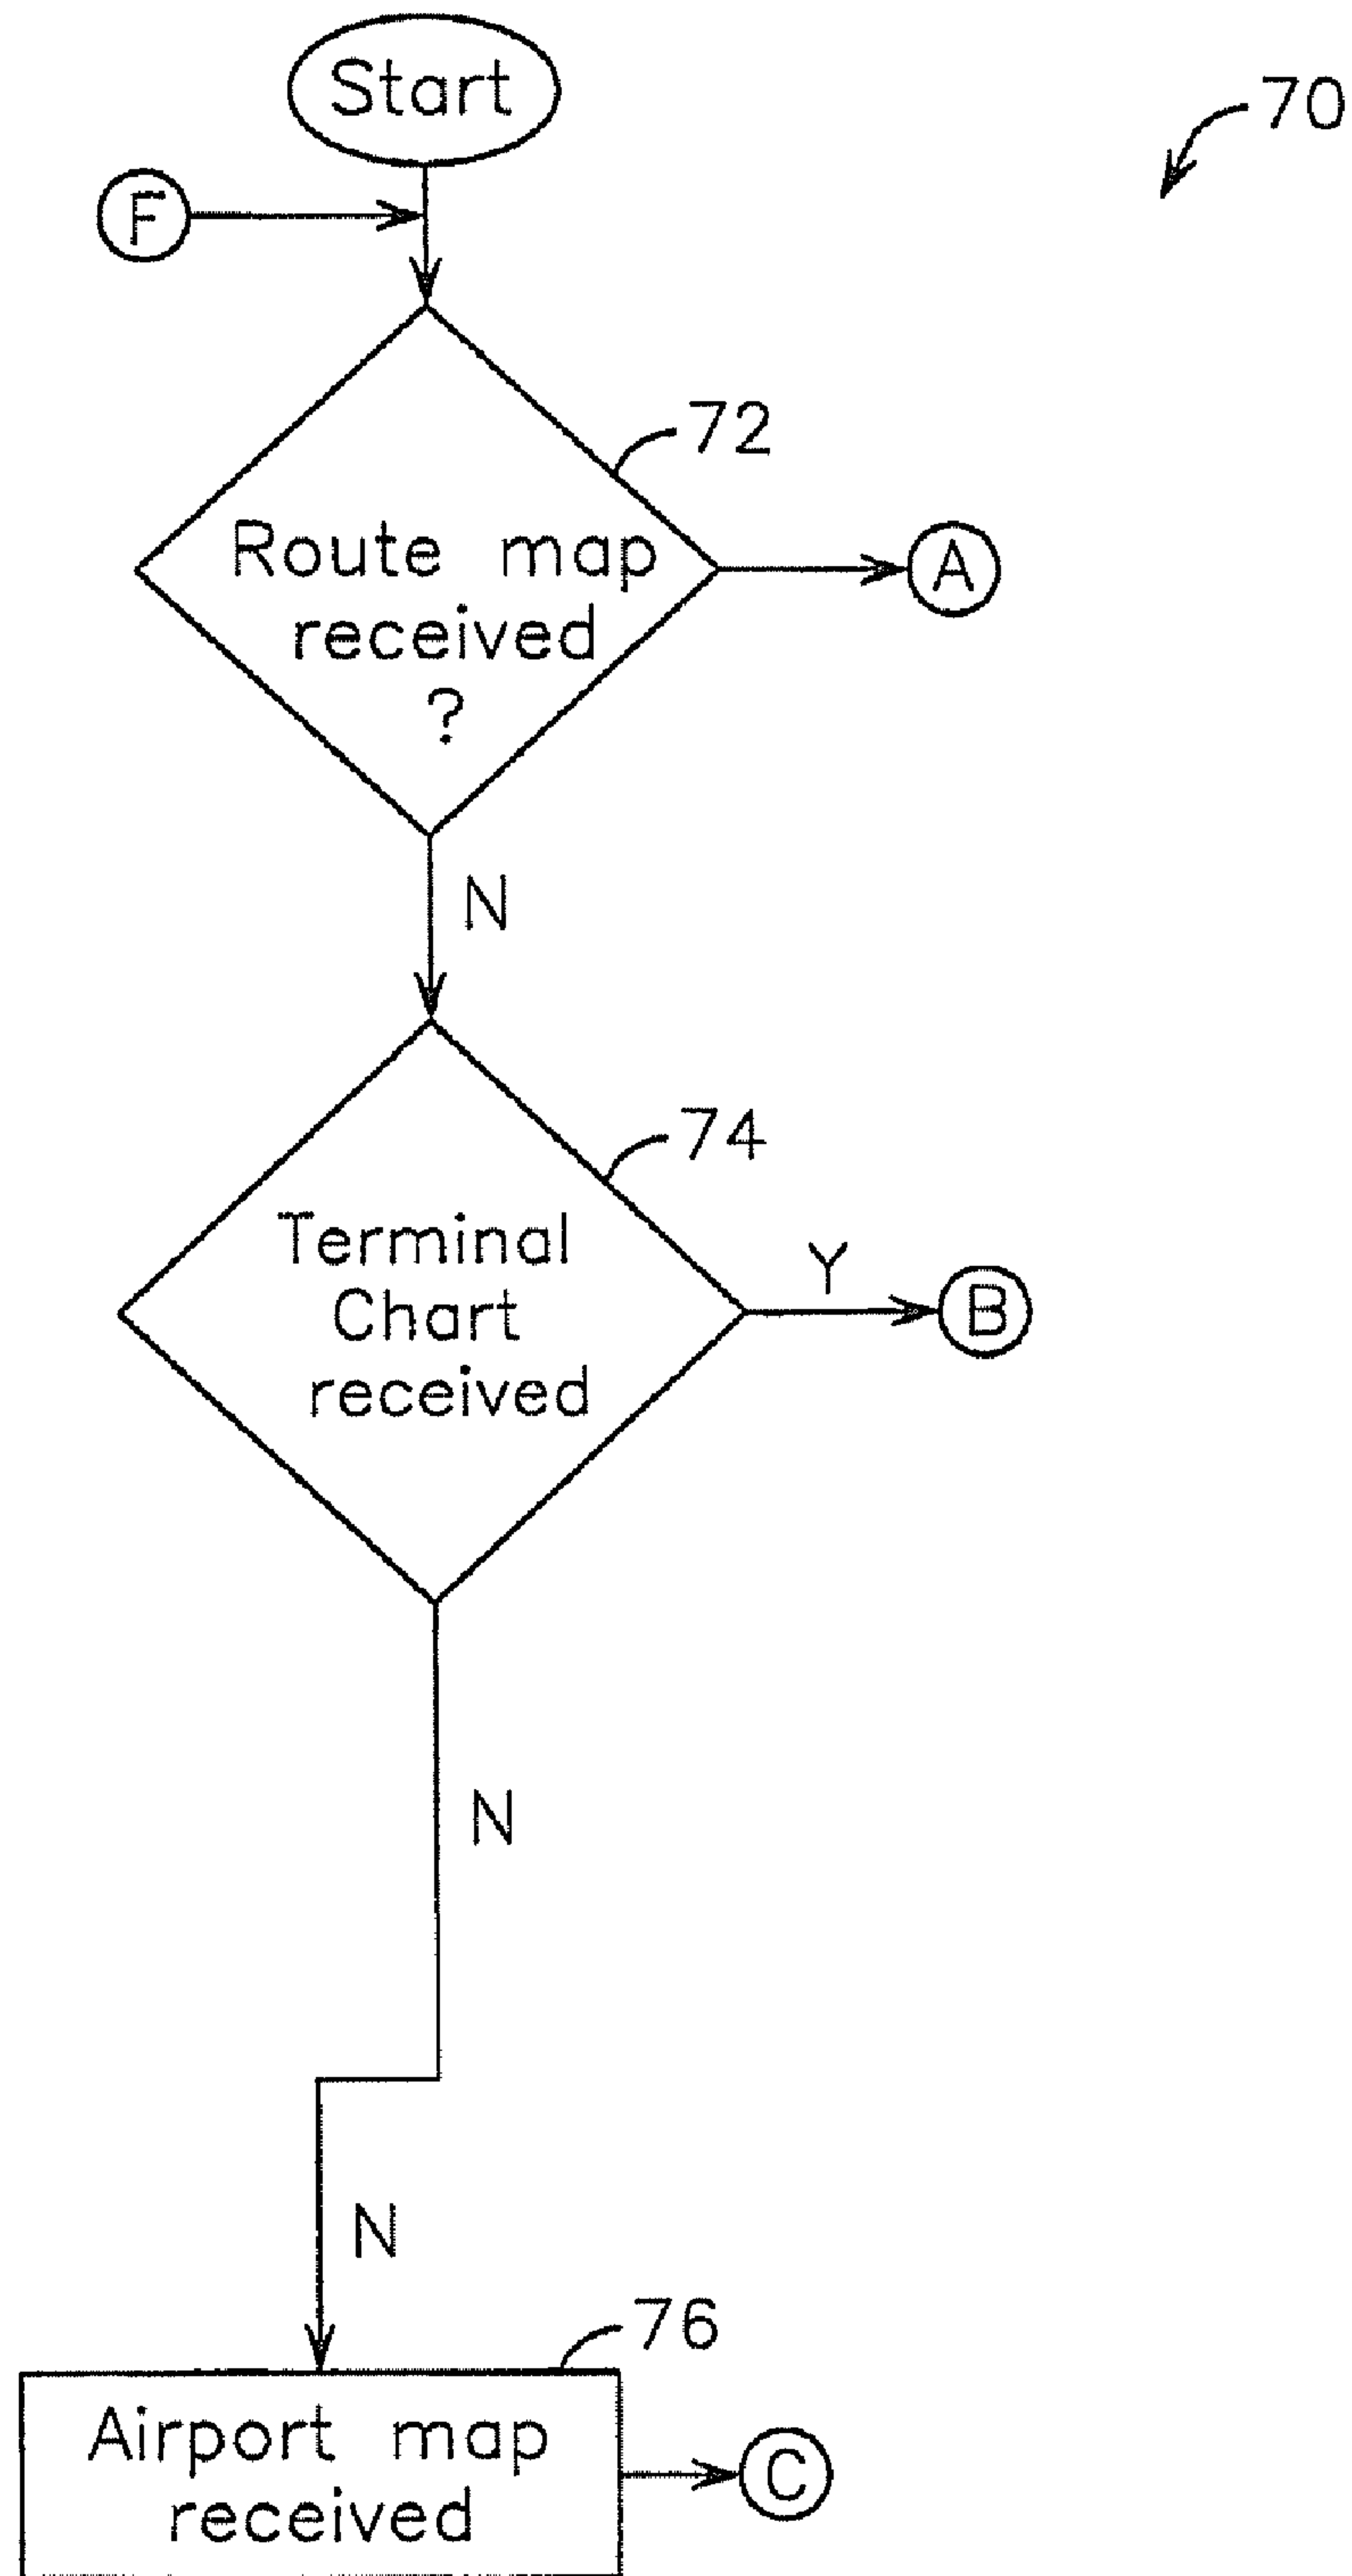 Start
70
F
72
Route map
received
?
A
N
74
Terminal
Chart
received
Y
B
N
N
76
Airport map
received
C